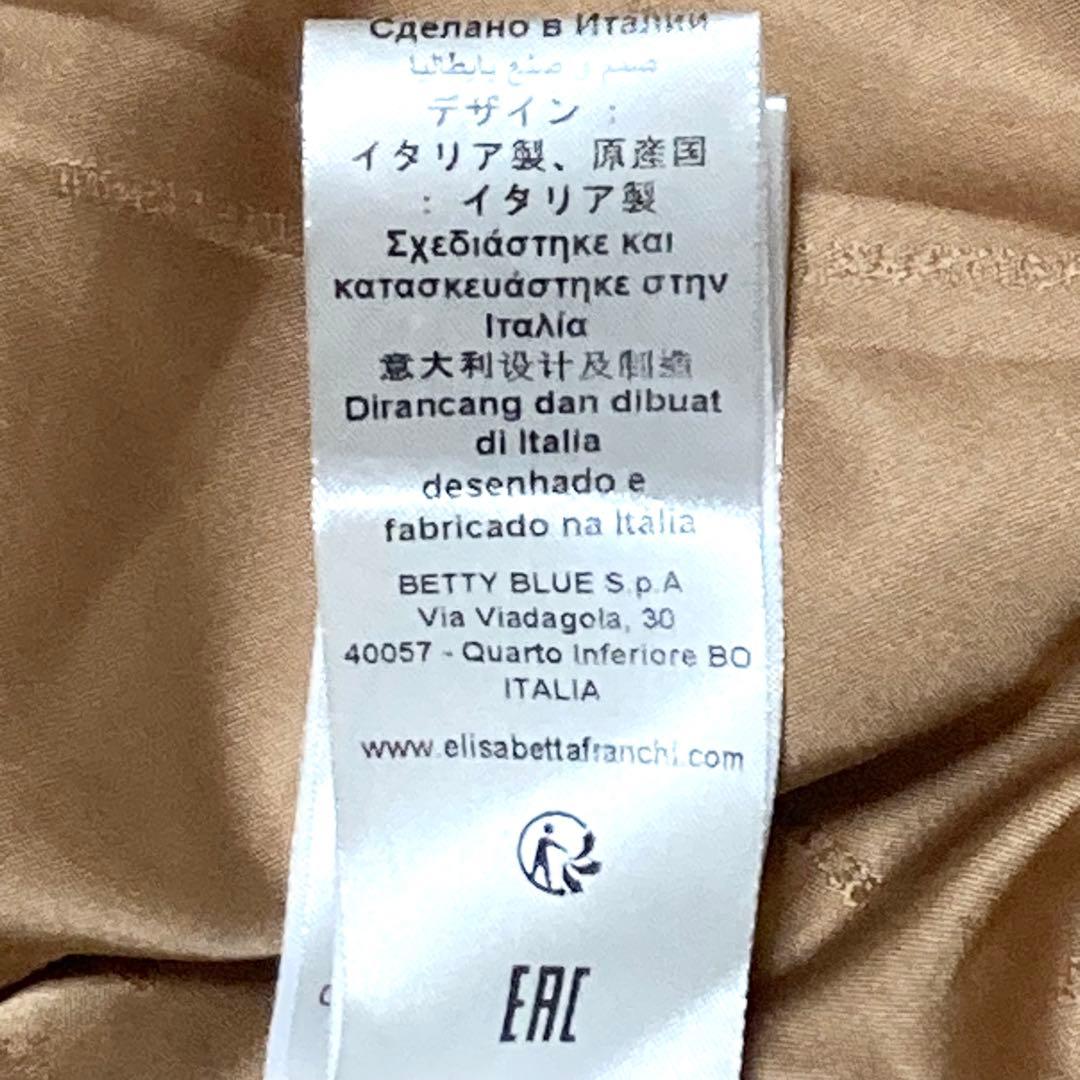 Сделано в Италии
صمم و صنع بإيطاليا
デザイン :
イタリア製、原産国
: イタリア製
Σχεδιάστηκε και
κατασκευάστηκε στην
Ιταλία
意大利设计及制造
Dirancang dan dibuat
di Italia
desenhado e
fabricado na Itália
BETTY BLUE S.p.A
Via Viadagola, 30
40057 - Quarto Inferiore BO
ITALIA
www.elisabettafranchi.com
EAC